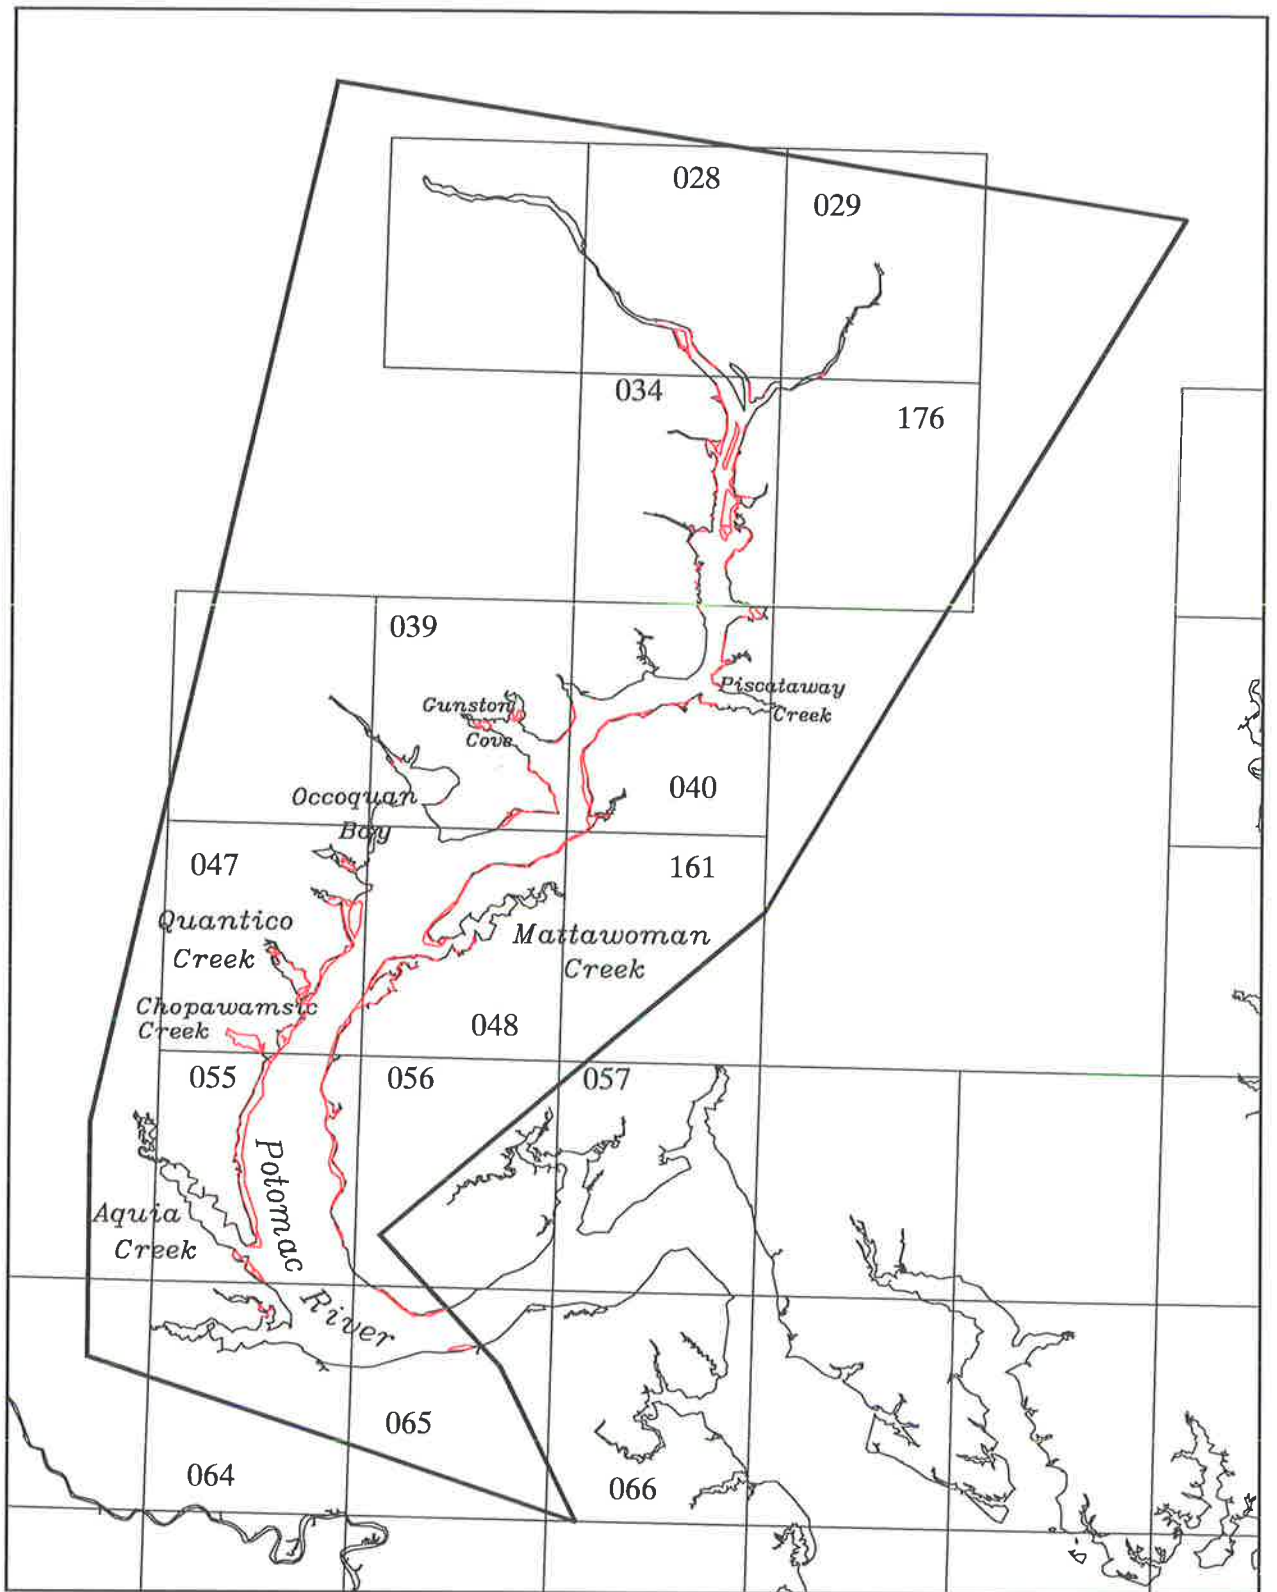 028
029
034
176
039
Piscataway
Creek
Gunston
Cove
040
Occoquan
Bay
047
161
Quantico
Creek
Mattawoman
Creek
Chopawamsic
Creek
048
055
056
057
Potomac
River
Aquia
Creek
065
064
066